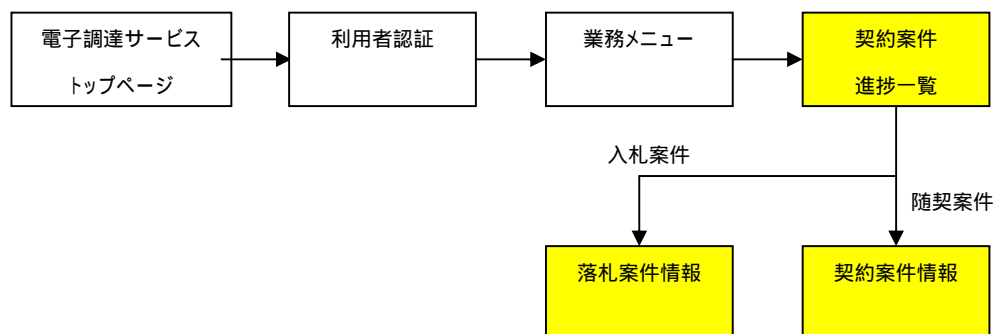 電子調達サービス
トップページ
利用者認証
業務メニュー
契約案件
進捗一覧
入札案件
随契案件
落札案件情報
契約案件情報